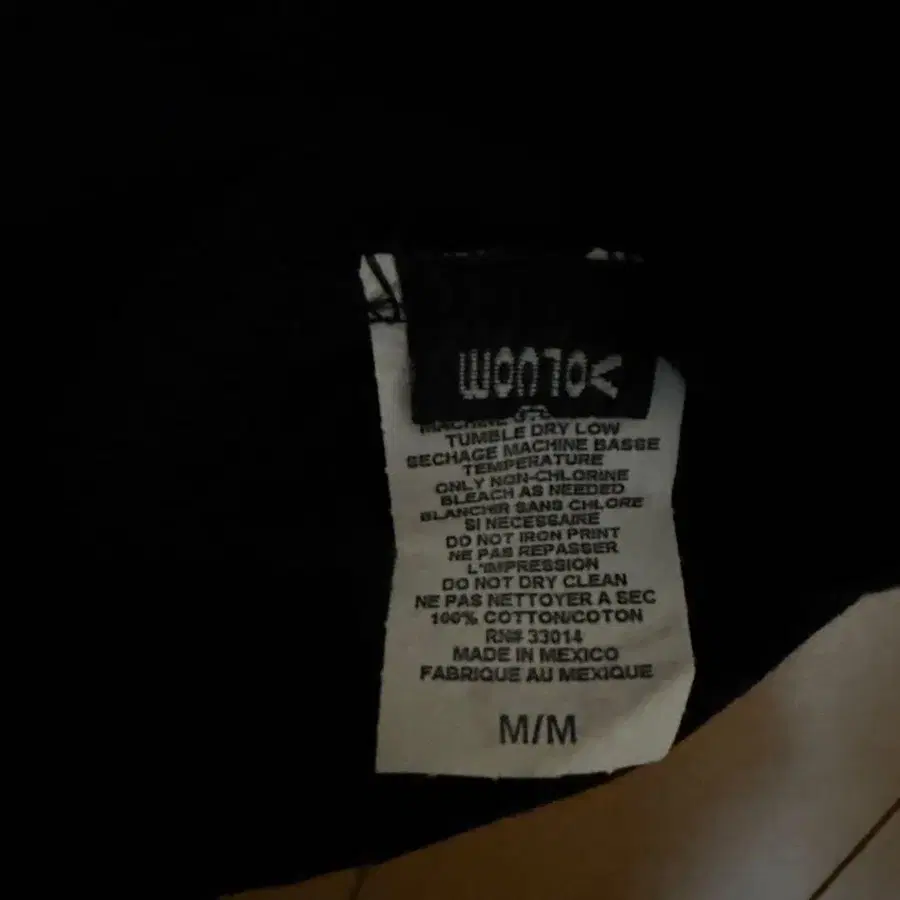 VOLCOM
MACHINE
TUMBLE DRY LOW
SECHAGE MACHINE BASSE
TEMPERATURE
ONLY NON-CHLORINE
BLEACH AS NEEDED
BLANCHIR SANS CHLORE
SI NECESSAIRE
DO NOT IRON PRINT
NE PAS REPASSER
L'IMPRESSION
DO NOT DRY CLEAN
NE PAS NETTOYER A SEC
100% COTTON/COTON
RN# 33014
MADE IN MEXICO
FABRIQUE AU MEXIQUE
M/M